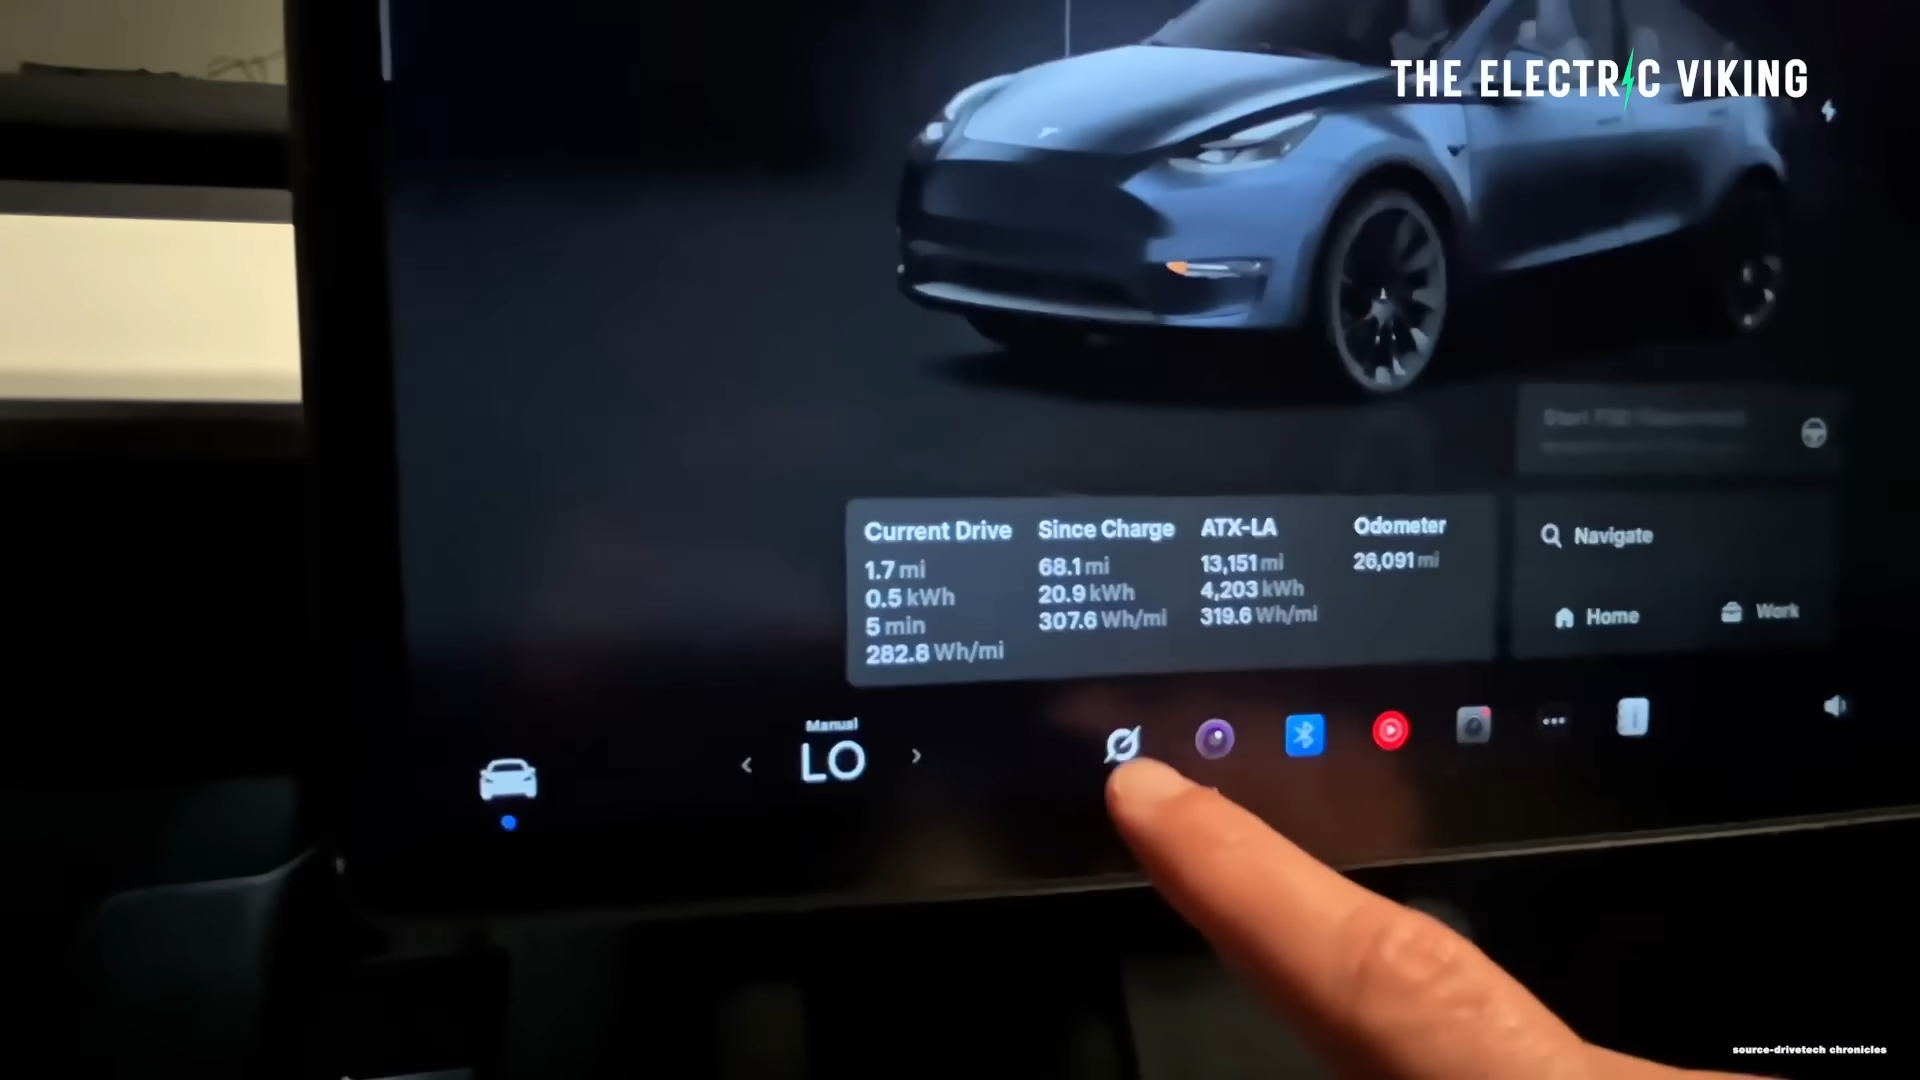 THE ELECTRIC VIKING
Current Drive
1.7 mi
0.5 kWh
5 min
282.8 Wh/mi
Since Charge
68.1 mi
20.9 kWh
307.6 Wh/mi
ATX-LA
13,151 mi
4,203 kWh
319.6 Wh/mi
Odometer
26,091 mi
Navigate
Home
Work
Manual
LO
source-drivetech chronicles